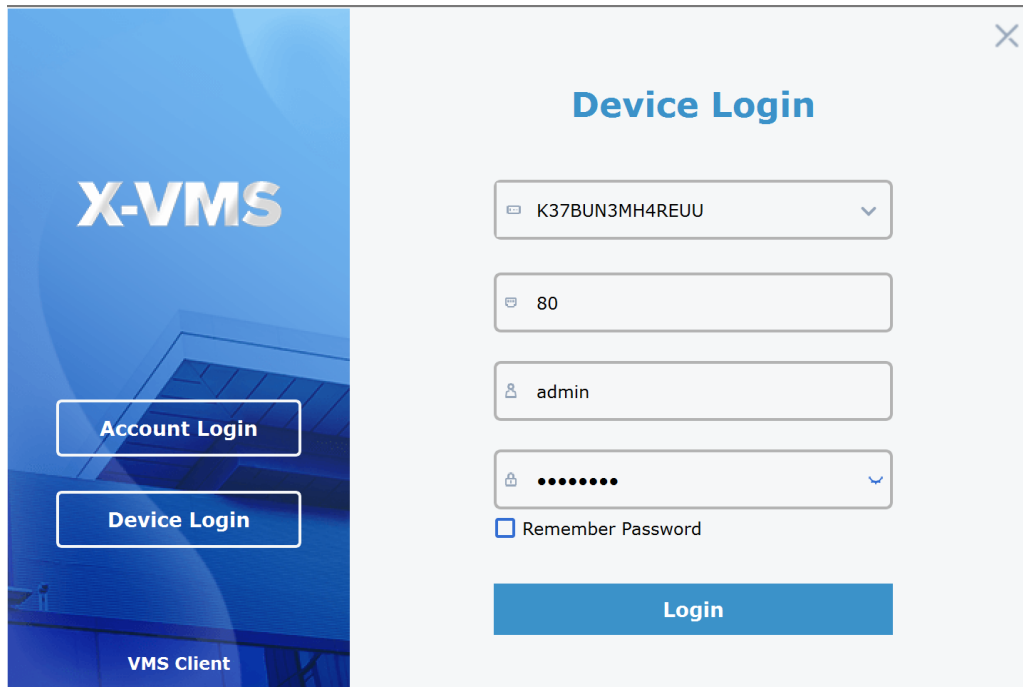 X-VMS
Account Login
Device Login
VMS Client
Device Login
K37BUN3MH4REUU
80
admin
••••••••
Remember Password
Login